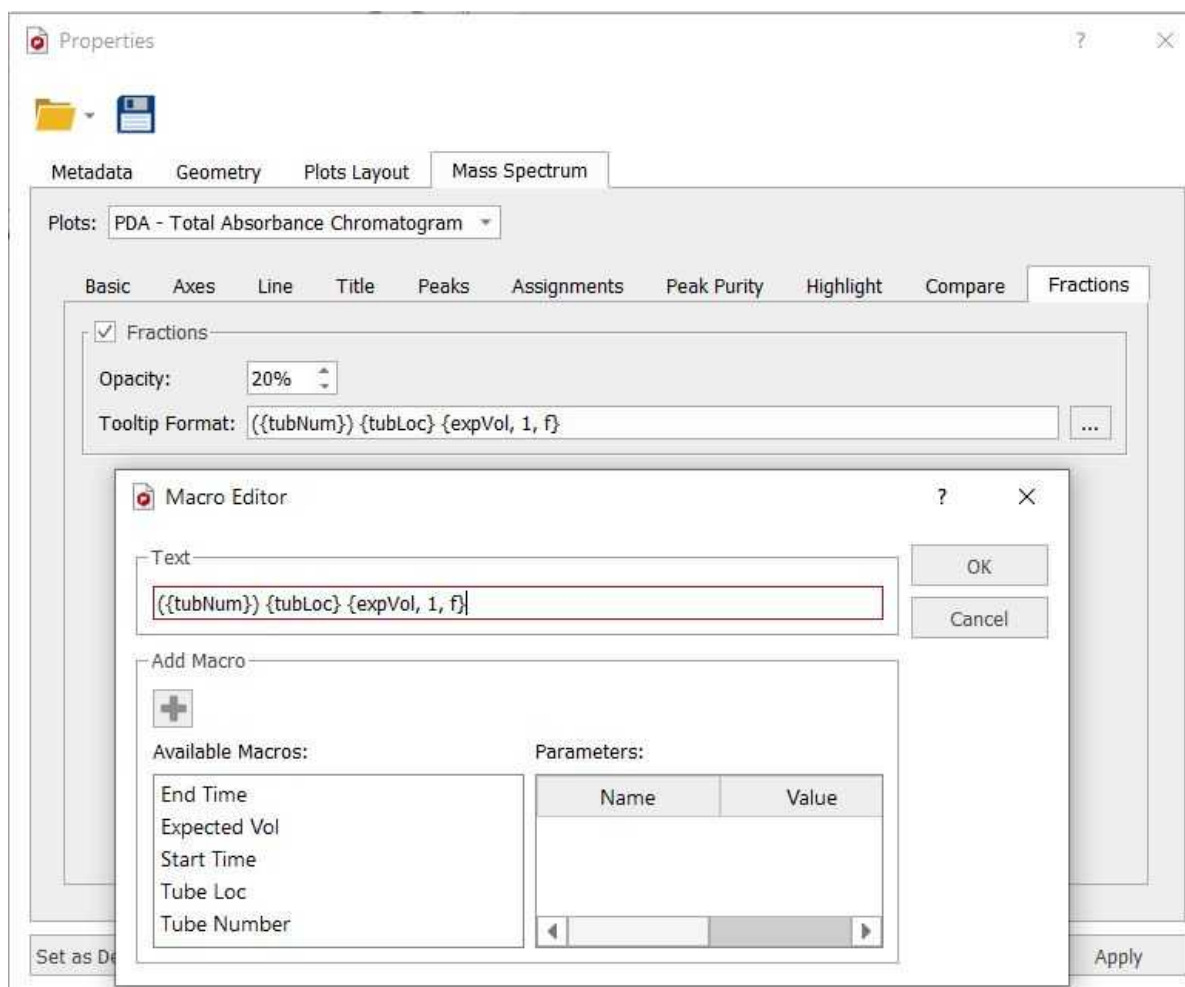 Properties
?
Metadata Geometry Plots Layout Mass Spectrum
Plots: PDA - Total Absorbance Chromatogram
Basic Axes Line Title Peaks Assignments Peak Purity Highlight Compare Fractions
Fractions
Opacity: 20%
Tooltip Format: ({tubNum}) {tubLoc} {expVol, 1, f} ...
Macro Editor ?
Text
({tubNum}) {tubLoc} {expVol, 1, f}
OK
Cancel
Add Macro
Available Macros: Parameters:
Name Value
End Time
Expected Vol
Start Time
Tube Loc
Tube Number
Set as De Apply